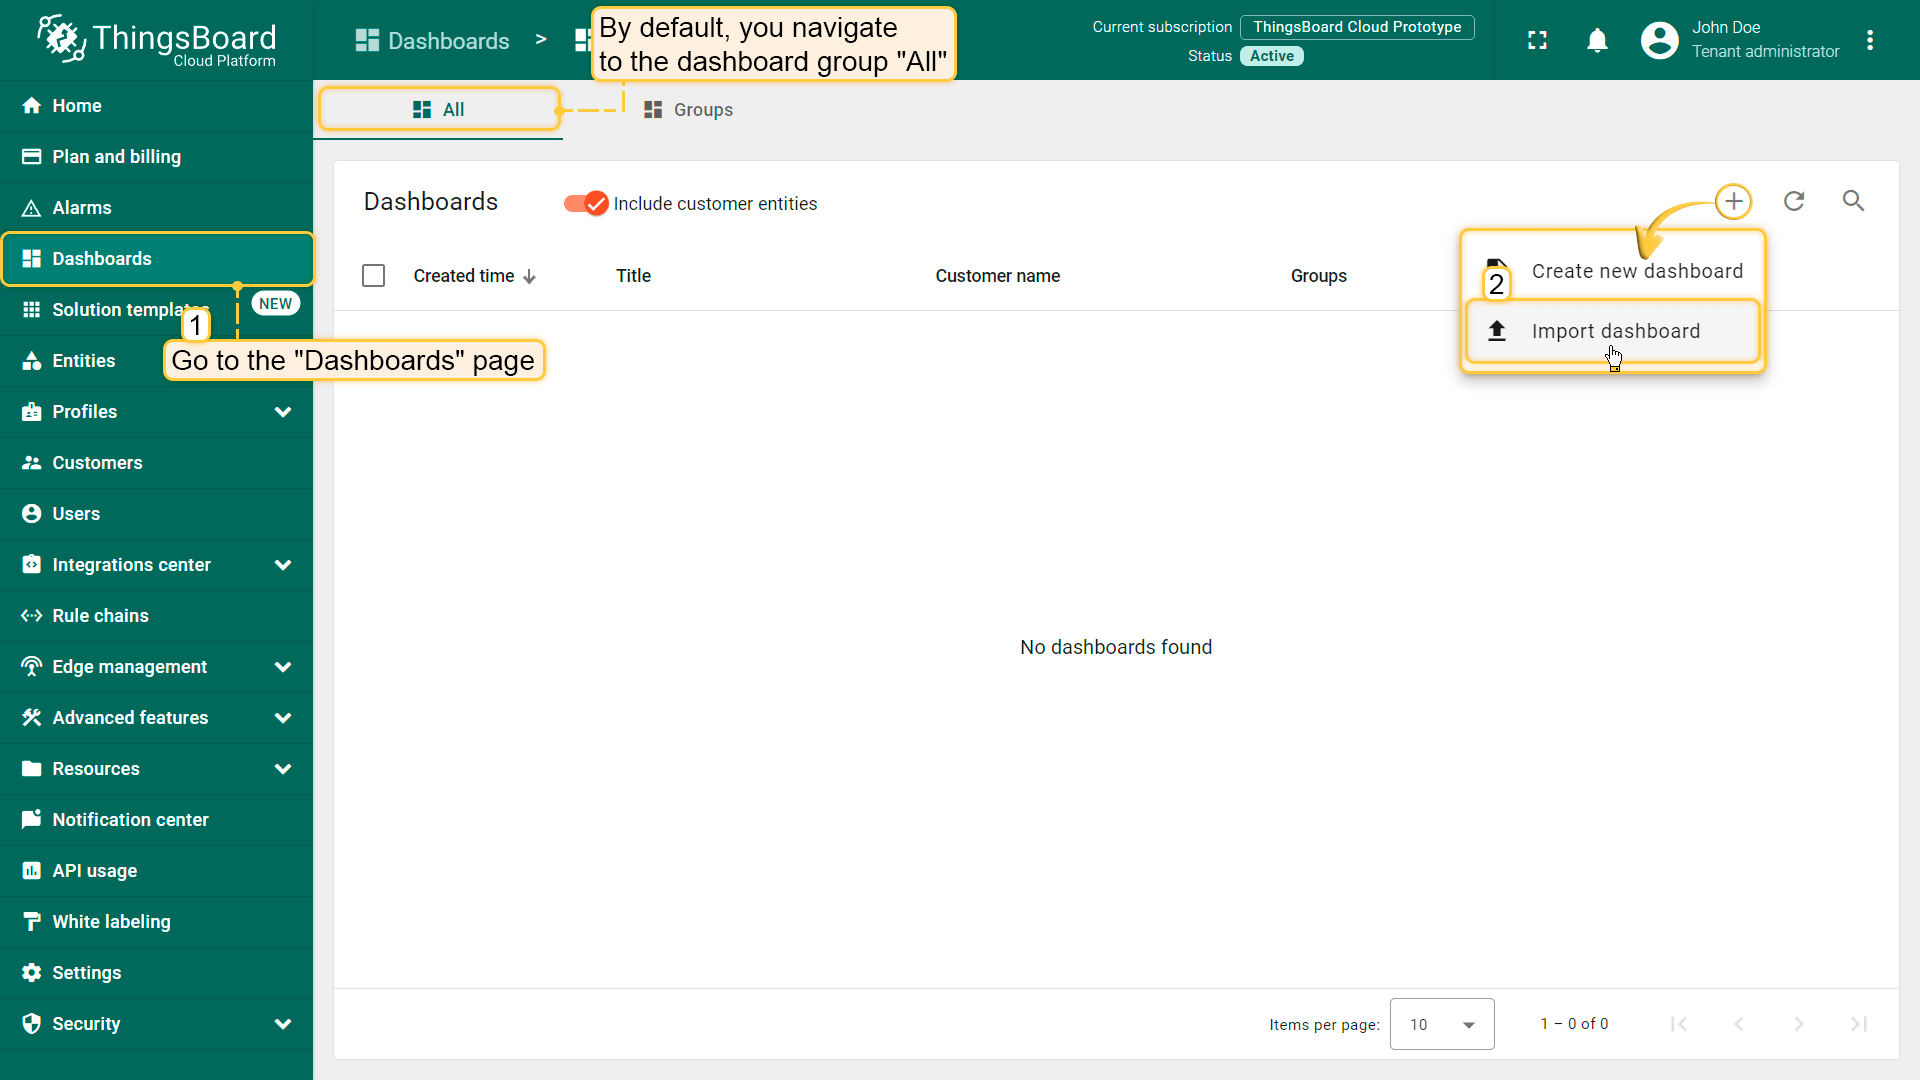 ThingsBoard
Cloud Platform
Dashboards >
By default, you navigate
to the dashboard group "All"
Current subscription ThingsBoard Cloud Prototype
Status Active
John Doe
Tenant administrator
Home
Plan and billing
Alarms
Dashboards
Solution templates
NEW
1
Go to the "Dashboards" page
Entities
Profiles
Customers
Users
Integrations center
Rule chains
Edge management
Advanced features
Resources
Notification center
API usage
White labeling
Settings
Security
All
Groups
Dashboards
Include customer entities
Created time
Title
Customer name
Groups
Create new dashboard
2
Import dashboard
No dashboards found
Items per page: 10
1 – 0 of 0